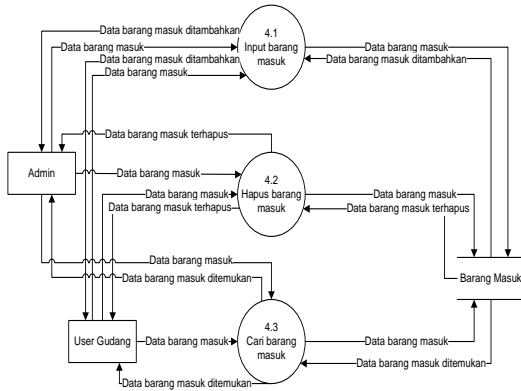 Data barang masuk ditambahkan
Data barang masuk
Data barang masuk ditambahkan
Data barang masuk
4.1
Input barang
masuk
Data barang masuk
Data barang masuk ditambahkan
Data barang masuk terhapus
Admin
Data barang masuk
Data barang masuk
Data barang masuk terhapus
4.2
Hapus barang
masuk
Data barang masuk
Data barang masuk terhapus
Data barang masuk
Data barang masuk ditemukan
Barang Masuk
User Gudang
Data barang masuk
Data barang masuk ditemukan
4.3
Cari barang
masuk
Data barang masuk
Data barang masuk ditemukan